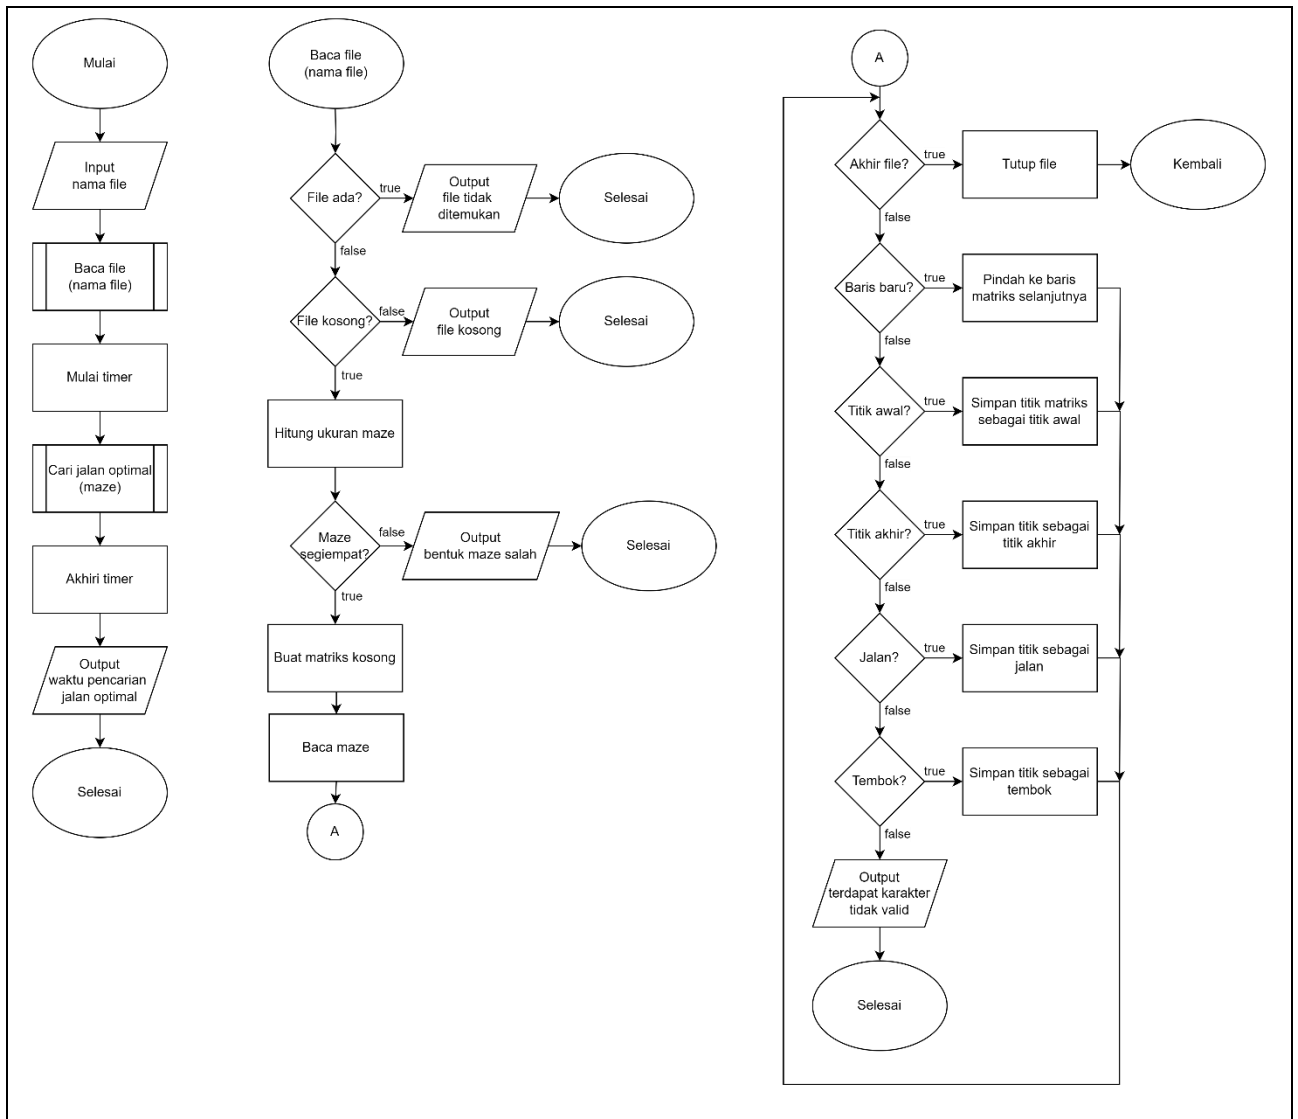 Mulai
Input
nama file
Baca file
(nama file)
Mulai timer
Cari jalan optimal
(maze)
Akhiri timer
Output
waktu pencarian
jalan optimal
Selesai
Baca file
(nama file)
File ada?
true
Output
file tidak
ditemukan
Selesai
false
File kosong?
false
Output
file kosong
Selesai
true
Hitung ukuran maze
Maze
segiempat?
false
Output
bentuk maze salah
Selesai
true
Buat matriks kosong
Baca maze
A
A
Akhir file?
true
Tutup file
Kembali
false
Baris baru?
true
Pindah ke baris
matriks selanjutnya
false
Titik awal?
true
Simpan titik matriks
sebagai titik awal
false
Titik akhir?
true
Simpan titik sebagai
titik akhir
false
Jalan?
true
Simpan titik sebagai
jalan
false
Tembok?
true
Simpan titik sebagai
tembok
false
Output
terdapat karakter
tidak valid
Selesai